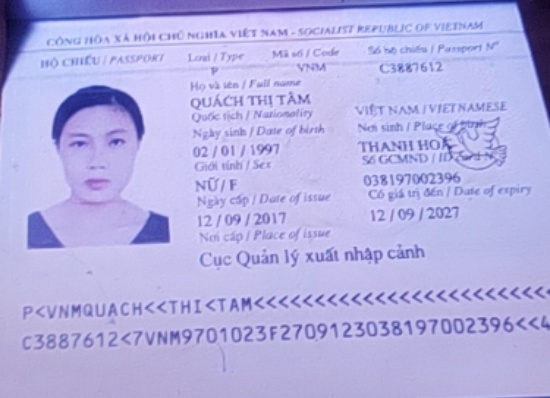 CỘNG HÒA XÃ HỘI CHỦ NGHĨA VIỆT NAM - SOCIALIST REPUBLIC OF VIETNAM
HỘ CHIẾU / PASSPORT Loại / Type Mã số / Code Số hộ chiếu / Passport Nº
P VNM C3887612
Họ và tên / Full name
QUÁCH THỊ TÂM
Quốc tịch / Nationality VIỆT NAM / VIETNAMESE
Ngày sinh / Date of birth Nơi sinh / Place of birth
02 / 01 / 1997 THANH HOÁ
Giới tính / Sex Số GCMND / ID
NỮ / F 038197002396
Ngày cấp / Date of issue Có giá trị đến / Date of expiry
12 / 09 / 2017 12 / 09 / 2027
Nơi cấp / Place of issue
Cục Quản lý xuất nhập cảnh
P<VNMQUACH<<THI<TAM<<<<<<<<<<<<<<<<<<<<<<<<<
C3887612<7VNM9701023F2709123038197002396<<4